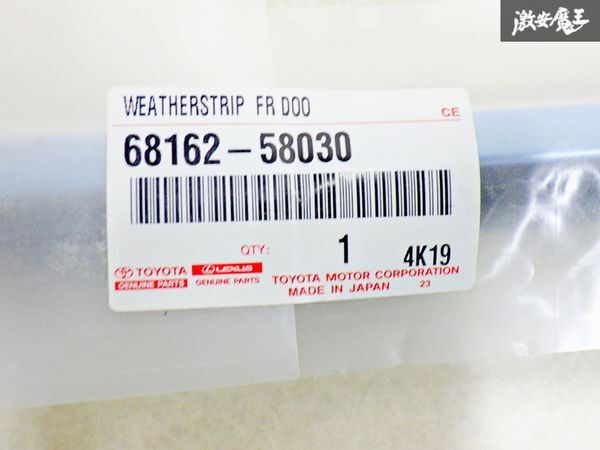 激安魔王
WEATHERSTRIP FR DOO
CE
68162-58030
QTY: 1 4K19
TOYOTA LEXUS TOYOTA MOTOR CORPORATION
GENUINE PARTS GENUINE PARTS MADE IN JAPAN 23